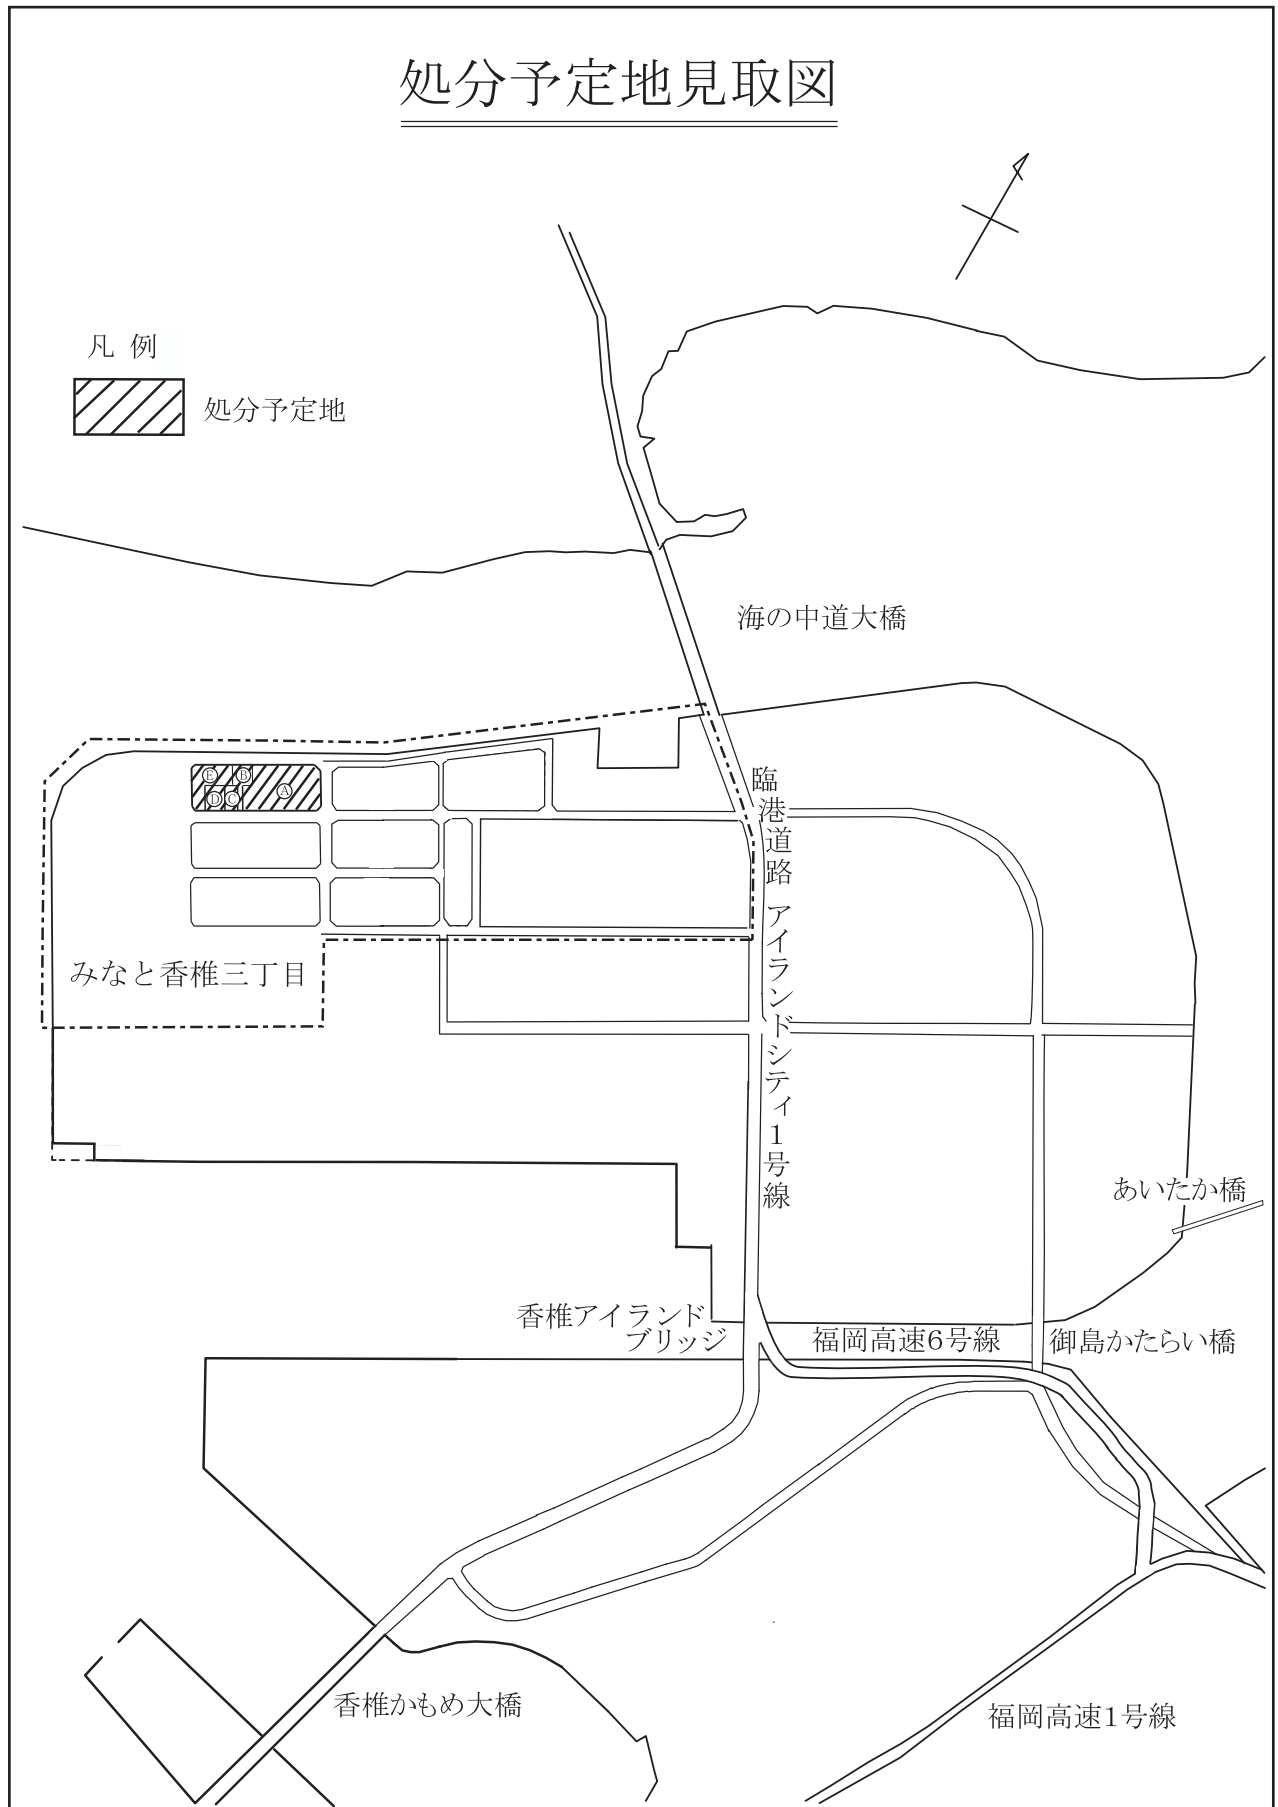 処分予定地見取図
凡 例
処分予定地
海の中道大橋
Ⓔ Ⓑ Ⓐ
Ⓓ Ⓒ
臨港道路 アイランドシティ1号線
みなと香椎三丁目
あいたか橋
香椎アイランド
ブリッジ
福岡高速6号線
御島かたらい橋
香椎かもめ大橋
福岡高速1号線